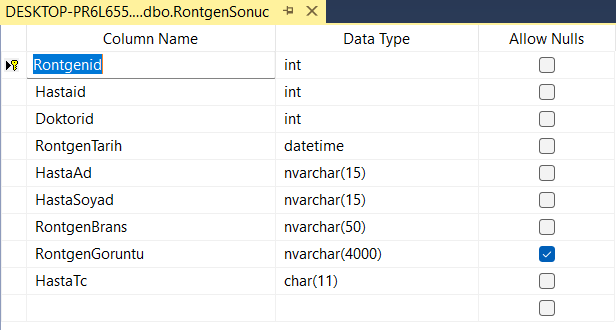 DESKTOP-PR6L655....dbo.RontgenSonuc
Column Name Data Type Allow Nulls
Rontgenid int
Hastaid int
Doktorid int
RontgenTarih datetime
HastaAd nvarchar(15)
HastaSoyad nvarchar(15)
RontgenBrans nvarchar(50)
RontgenGoruntu nvarchar(4000)
HastaTc char(11)